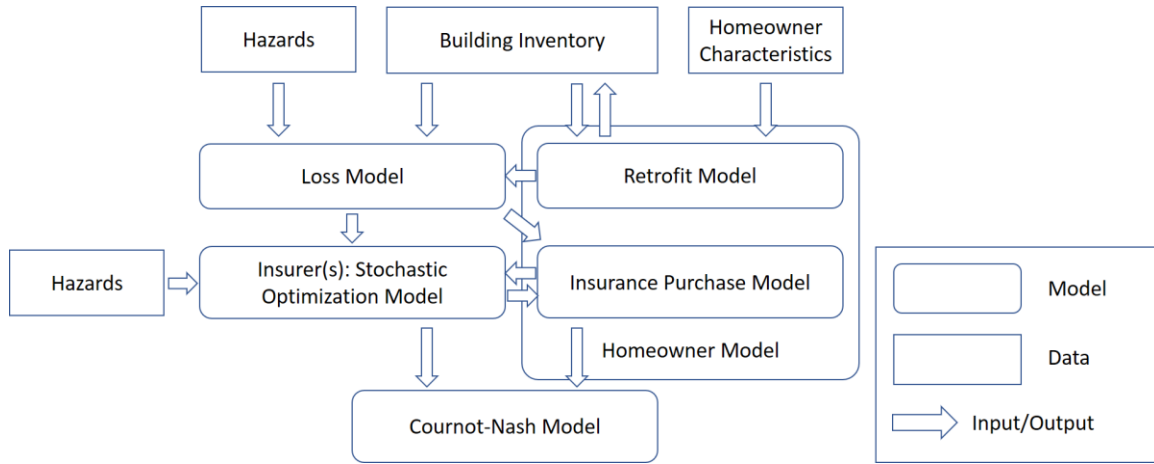 Hazards
Building Inventory
Homeowner
Characteristics
Loss Model
Retrofit Model
Hazards
Insurer(s): Stochastic
Optimization Model
Insurance Purchase Model
Homeowner Model
Cournot-Nash Model
Model
Data
Input/Output